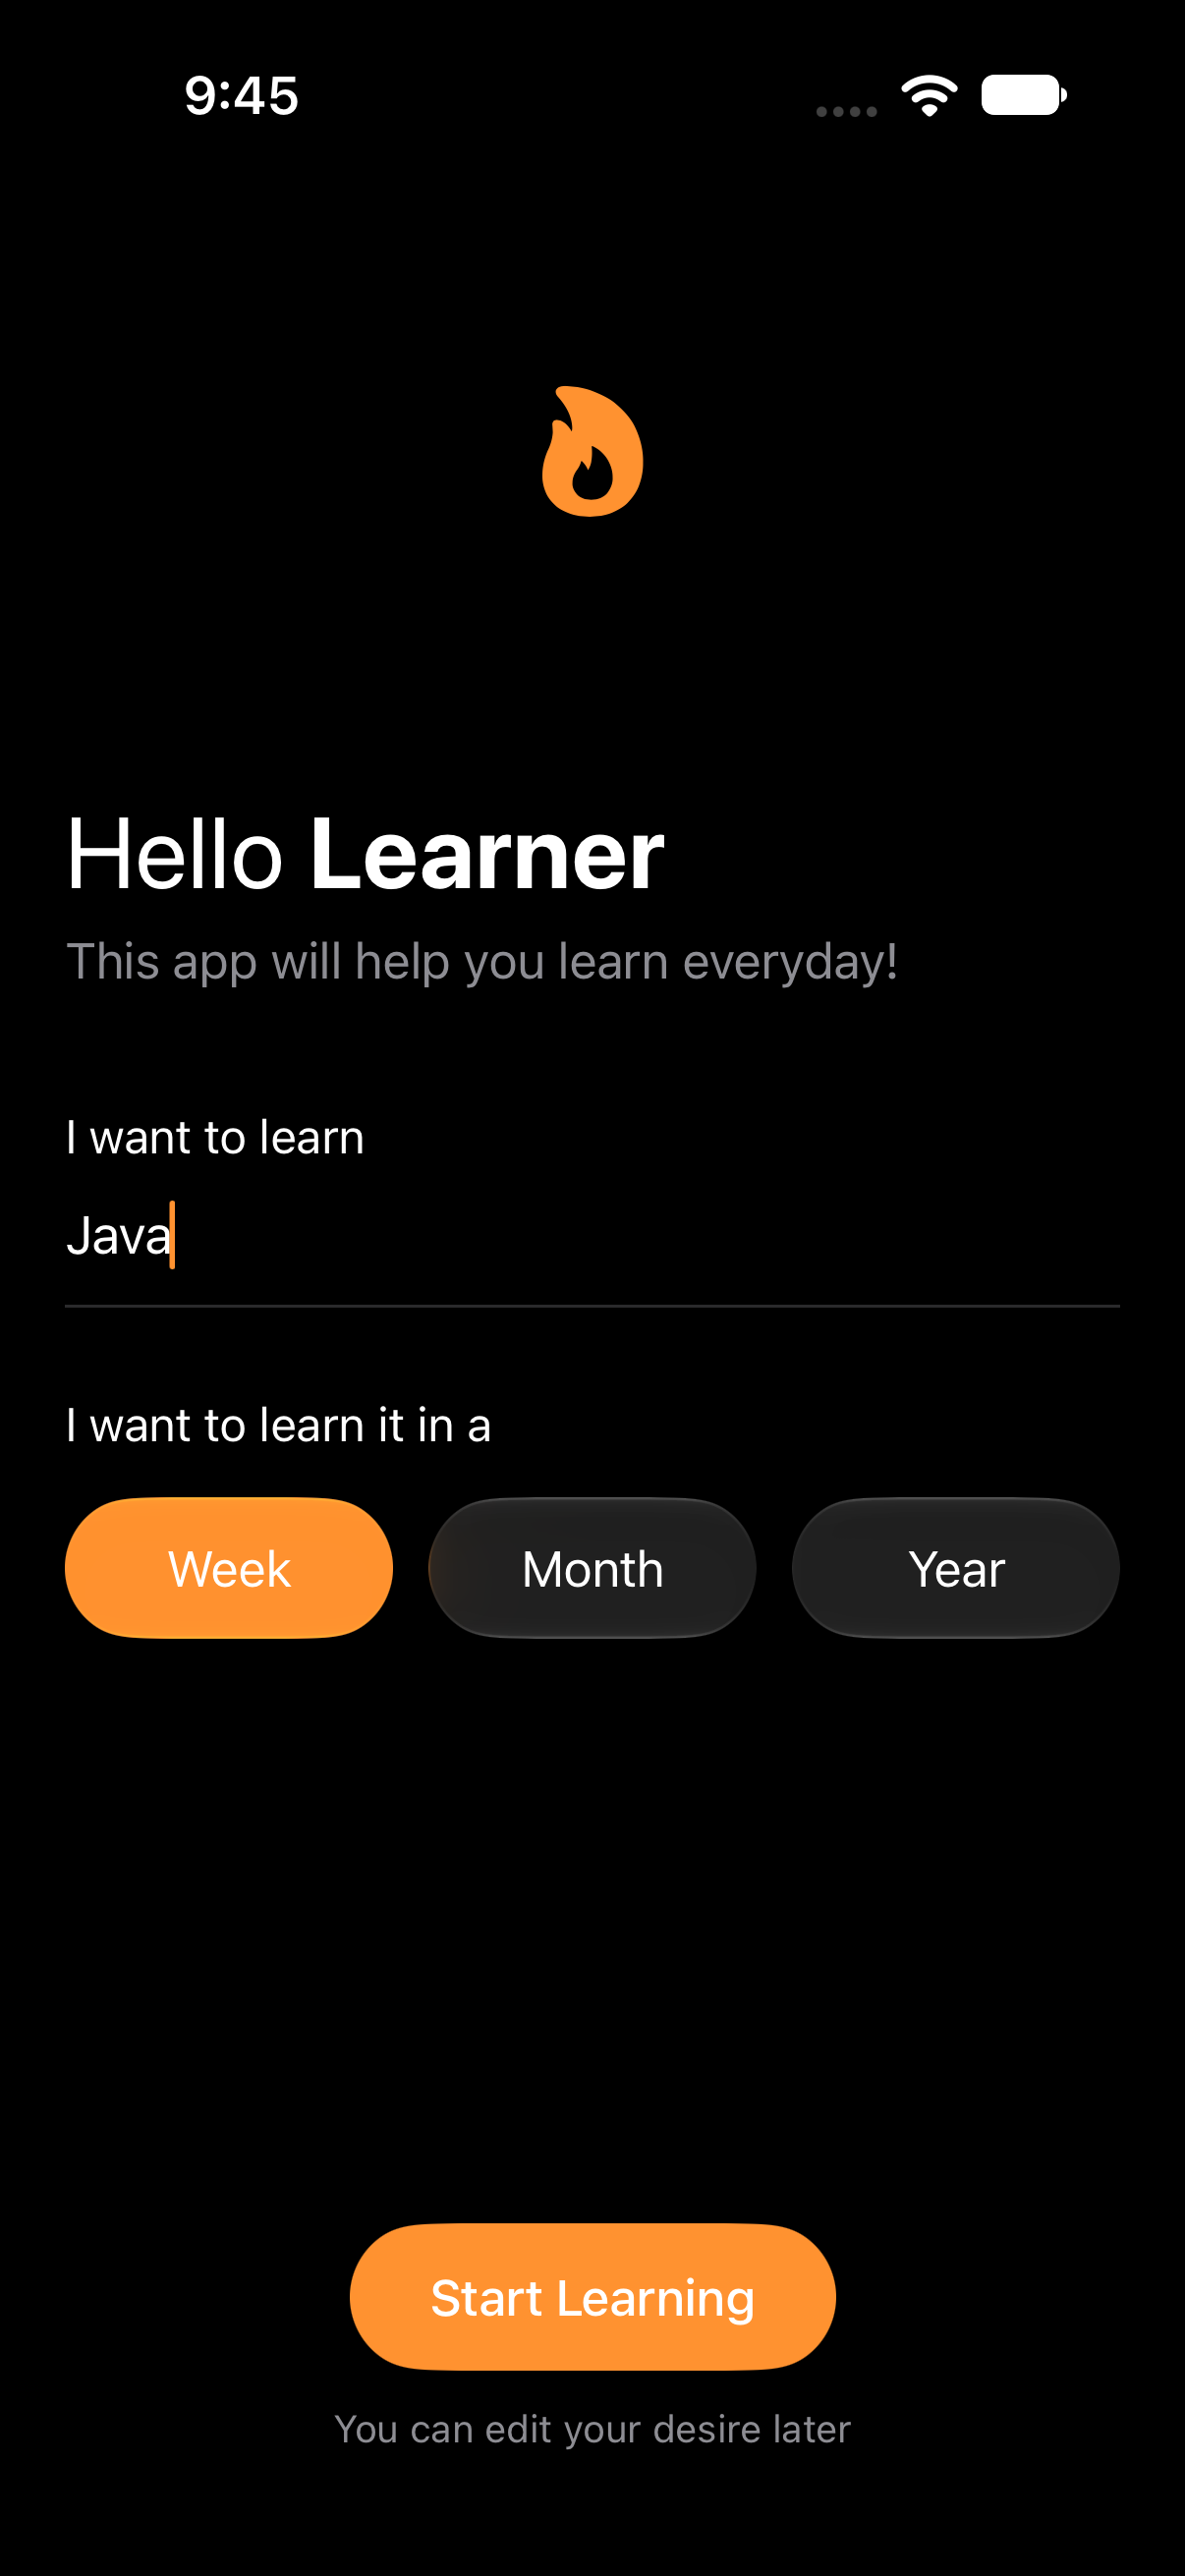 9:45
Hello Learner
This app will help you learn everyday!
I want to learn
Java
I want to learn it in a
Week Month Year
Start Learning
You can edit your desire later